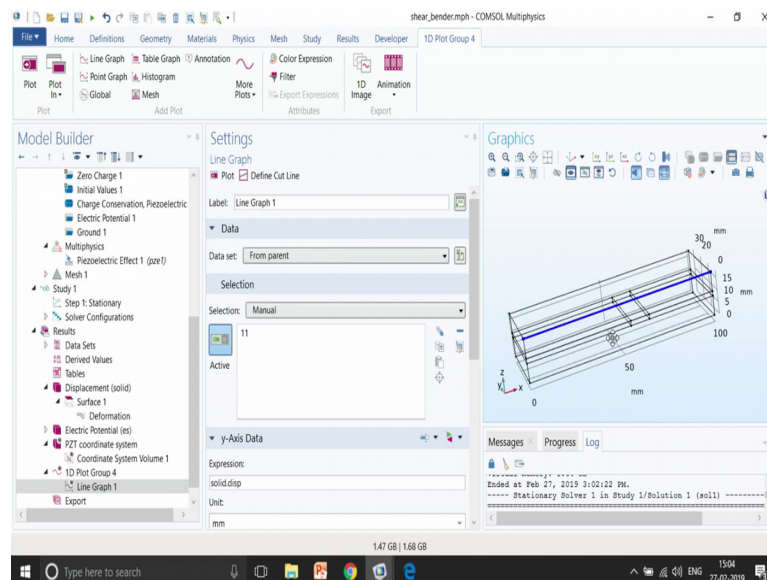 shear_bender.mph - COMSOL Multiphysics
File Home Definitions Geometry Materials Physics Mesh Study Results Developer 1D Plot Group 4
Line Graph Table Graph Annotation Color Expression
Point Graph Histogram Filter
Plot Plot In Global Mesh More Plots Export Expressions 1D Image Animation
Plot Add Plot Attributes Export
Model Builder
Zero Charge 1
Initial Values 1
Charge Conservation, Piezoelectric
Electric Potential 1
Ground 1
Multiphysics
Piezoelectric Effect 1 (pze1)
Mesh 1
Study 1
Step 1: Stationary
Solver Configurations
Results
Data Sets
Derived Values
Tables
Displacement (solid)
Surface 1
Deformation
Electric Potential (es)
PZT coordinate system
Coordinate System Volume 1
1D Plot Group 4
Line Graph 1
Export
Settings
Line Graph
Plot Define Cut Line
Label: Line Graph 1
Data
Data set: From parent
Selection
Selection: Manual
11
Active
y-Axis Data
Expression:
solid.disp
Unit:
mm
Graphics
mm
30
20
0
15
10 mm
5
0
100
50
mm
0
z
y x
Messages Progress Log
Ended at Feb 27, 2019 3:02:22 PM.
----- Stationary Solver 1 in Study 1/Solution 1 (sol1) ---------
1.47 GB | 1.68 GB
Type here to search
ENG
15:04
27-02-2019